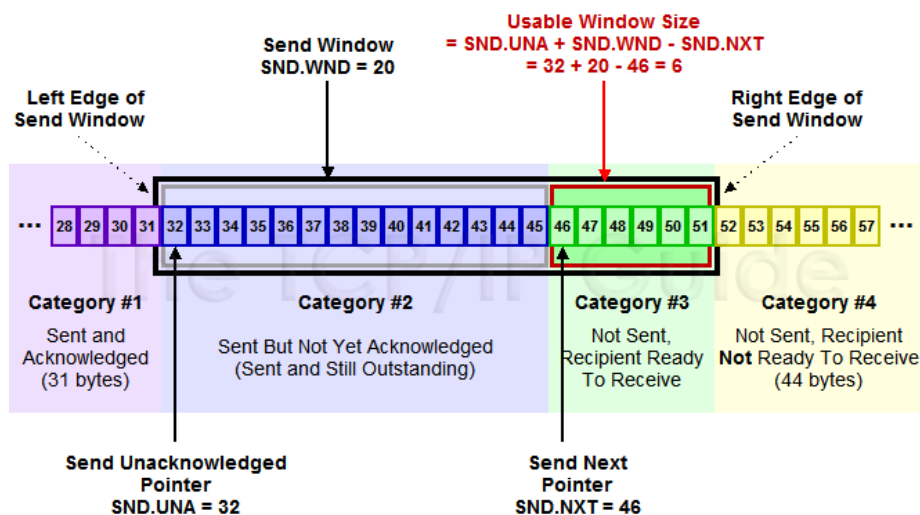 Usable Window Size
= SND.UNA + SND.WND - SND.NXT
= 32 + 20 - 46 = 6
Send Window
SND.WND = 20
Left Edge of
Send Window
Right Edge of
Send Window
... 28 29 30 31 32 33 34 35 36 37 38 39 40 41 42 43 44 45 46 47 48 49 50 51 52 53 54 55 56 57 ...
The TCP/IP Guide
Category #1
Sent and
Acknowledged
(31 bytes)
Category #2
Sent But Not Yet Acknowledged
(Sent and Still Outstanding)
Category #3
Not Sent,
Recipient Ready
To Receive
Category #4
Not Sent, Recipient
Not Ready To Receive
(44 bytes)
Send Unacknowledged
Pointer
SND.UNA = 32
Send Next
Pointer
SND.NXT = 46